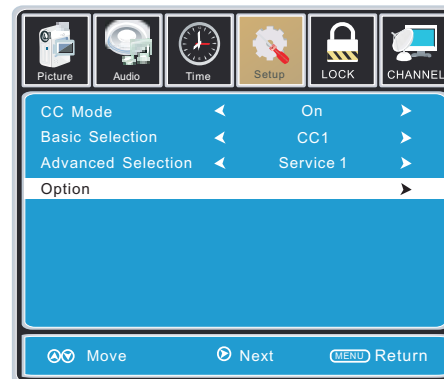 Picture Audio Time Setup LOCK CHANNEL
CC Mode On
Basic Selection CC1
Advanced Selection Service 1
Option
Move Next MENU Return